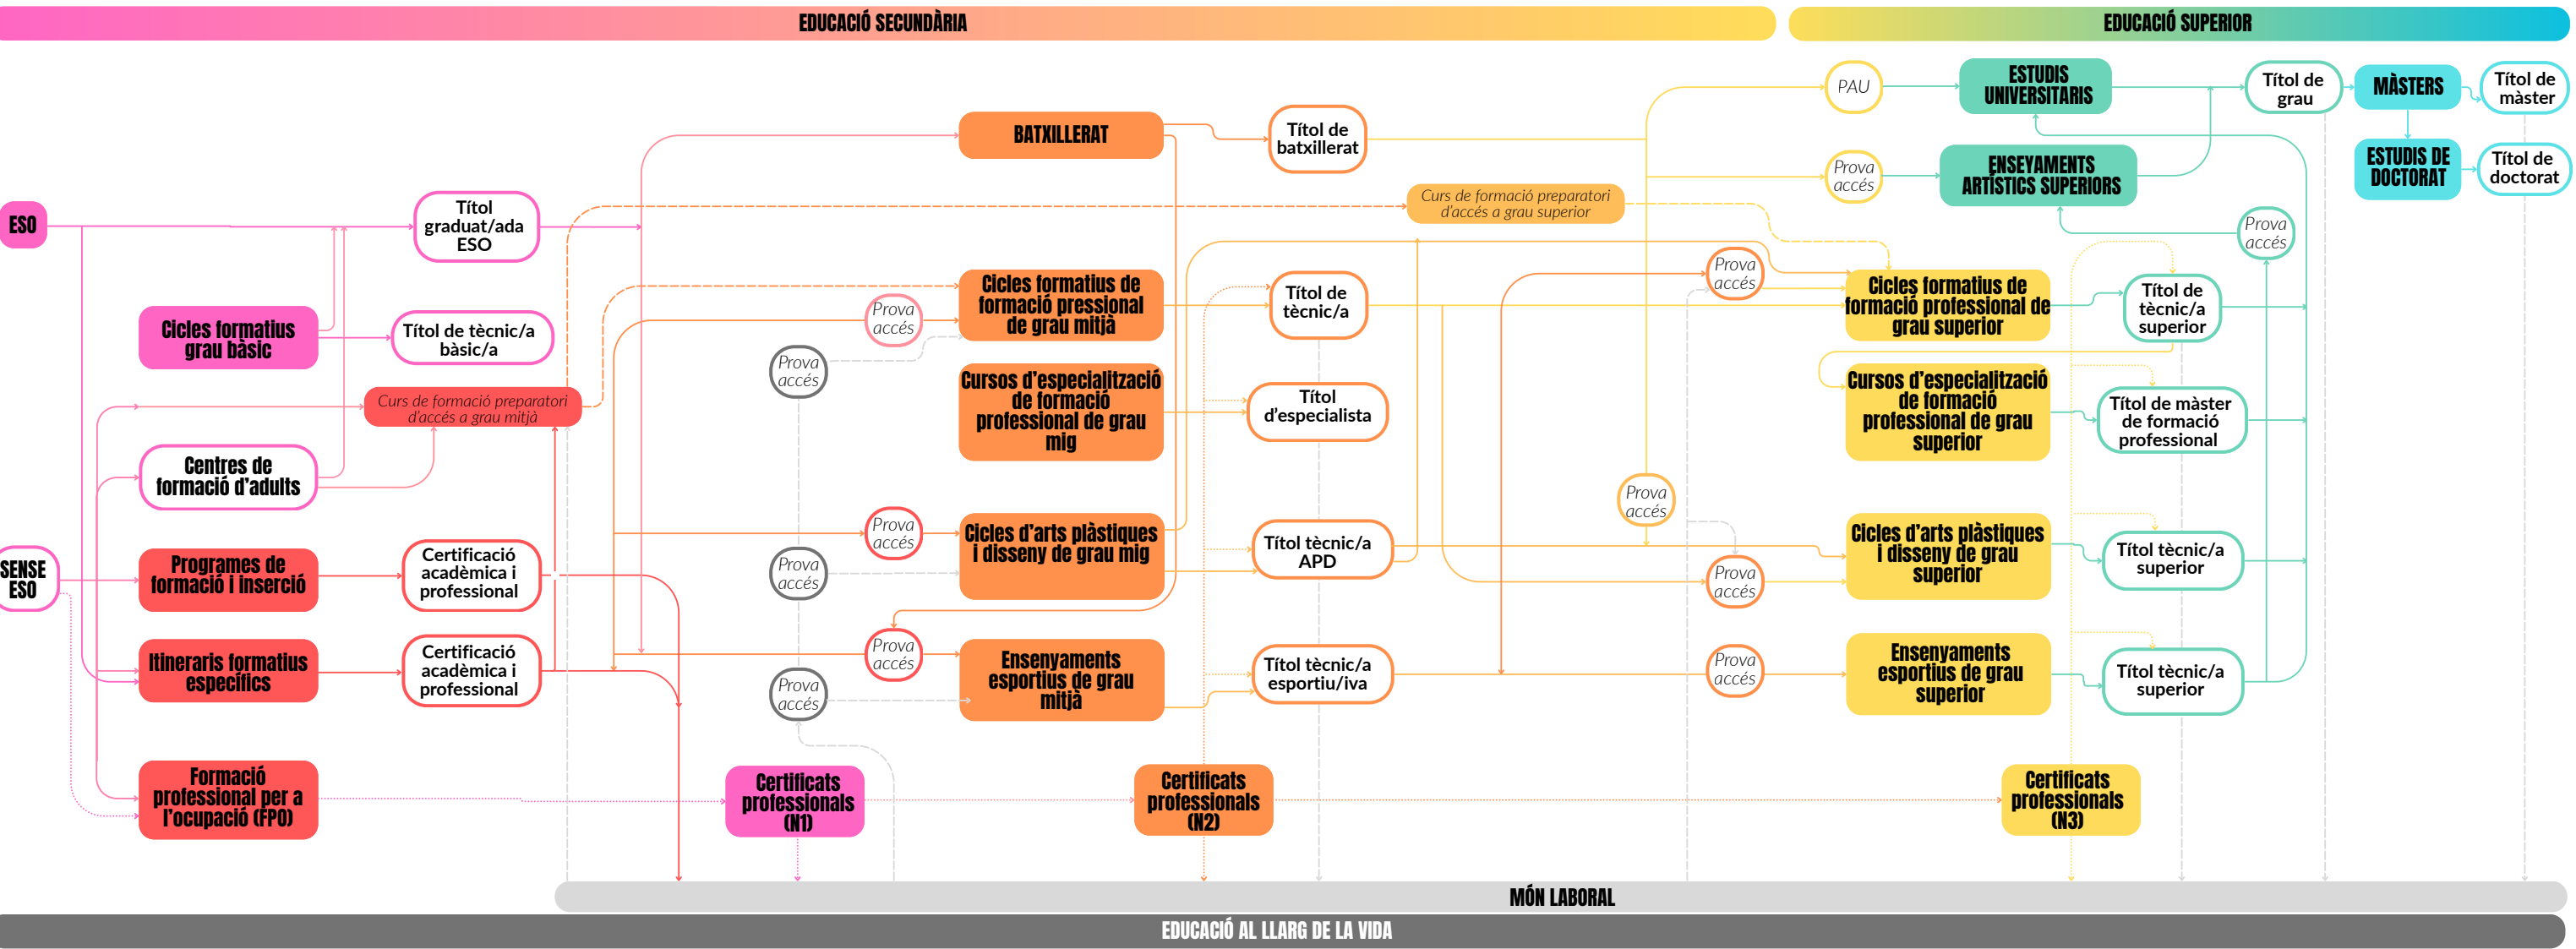 EDUCACIÓ SECUNDÀRIA
EDUCACIÓ SUPERIOR
PAU
ESTUDIS
UNIVERSITARIS
Títol de
grau
MÀSTERS
Títol de
màster
BATXILLERAT
Títol de
batxillerat
Prova
accés
ENSEYAMENTS
ARTÍSTICS SUPERIORS
ESTUDIS DE
DOCTORAT
Títol de
doctorat
ESO
Títol
graduat/ada
ESO
Curs de formació preparatori
d'accés a grau superior
Prova
accés
Cicles formatius
grau bàsic
Títol de tècnic/a
bàsic/a
Prova
accés
Cicles formatius de
formació pressional
de grau mitjà
Títol de
tècnic/a
Prova
accés
Cicles formatius de
formació professional de
grau superior
Títol de
tècnic/a
superior
Prova
accés
Curs de formació preparatori
d'accés a grau mitjà
Cursos d'especialització
de formació
professional de grau
mig
Títol
d'especialista
Cursos d'especialització
de formació
professional de grau
superior
Títol de màster
de formació
professional
Centres de
formació d'adults
Prova
accés
SENSE
ESO
Programes de
formació i inserció
Certificació
acadèmica i
professional
Prova
accés
Prova
accés
Cicles d'arts plàstiques
i disseny de grau mig
Títol tècnic/a
APD
Prova
accés
Cicles d'arts plàstiques
i disseny de grau
superior
Títol tècnic/a
superior
Itineraris formatius
específics
Certificació
acadèmica i
professional
Prova
accés
Prova
accés
Ensenyaments
esportius de grau
mitjà
Títol tècnic/a
esportiu/iva
Prova
accés
Ensenyaments
esportius de grau
superior
Títol tècnic/a
superior
Formació
professional per a
l'ocupació (FPO)
Certificats
professionals
(N1)
Certificats
professionals
(N2)
Certificats
professionals
(N3)
MÓN LABORAL
EDUCACIÓ AL LLARG DE LA VIDA